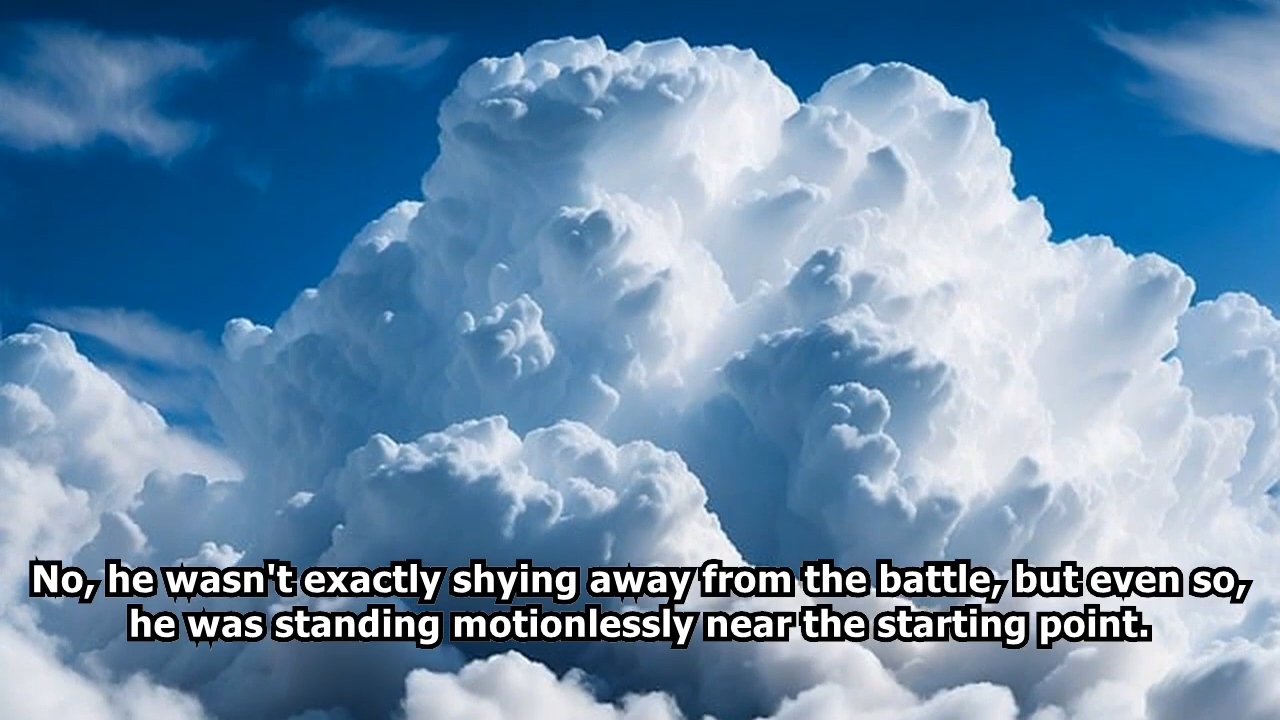 No, he wasn't exactly shying away from the battle, but even so,
he was standing motionlessly near the starting point.